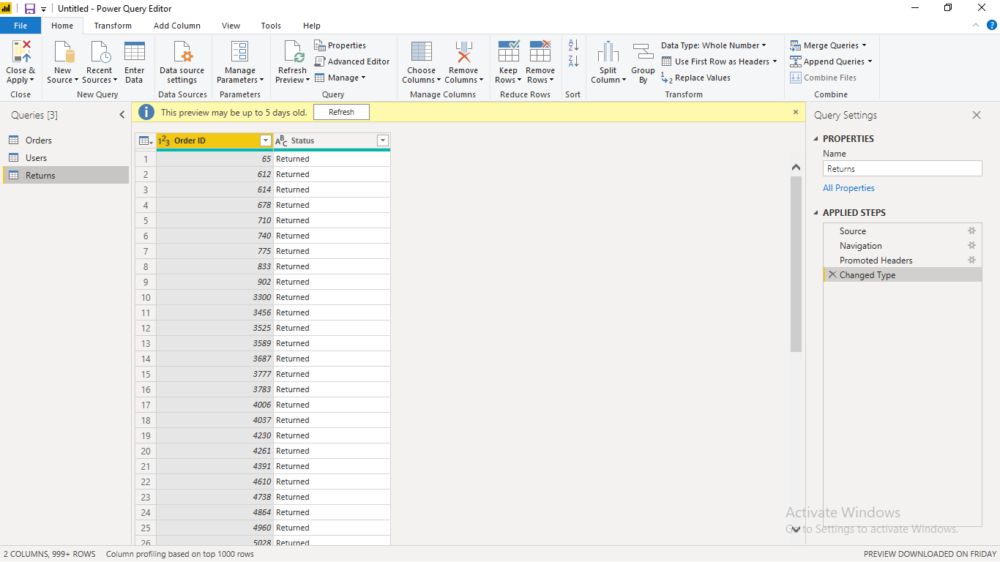 Untitled - Power Query Editor
File Home Transform Add Column View Tools Help
Close & Apply
New Source
Recent Sources
Enter Data
Data source settings
Manage Parameters
Refresh Preview
Properties
Advanced Editor
Manage
Choose Columns
Remove Columns
Keep Rows
Remove Rows
Split Column
Group By
Data Type: Whole Number
Use First Row as Headers
Replace Values
Merge Queries
Append Queries
Combine Files
Close New Query Data Sources Parameters Query Manage Columns Reduce Rows Sort Transform Combine
Queries [3]
Orders
Users
Returns
This preview may be up to 5 days old. Refresh
Order ID Status
1 65 Returned
2 612 Returned
3 614 Returned
4 678 Returned
5 710 Returned
6 740 Returned
7 775 Returned
8 833 Returned
9 902 Returned
10 3300 Returned
11 3456 Returned
12 3525 Returned
13 3589 Returned
14 3687 Returned
15 3777 Returned
16 3783 Returned
17 4006 Returned
18 4037 Returned
19 4230 Returned
20 4261 Returned
21 4391 Returned
22 4610 Returned
23 4738 Returned
24 4864 Returned
25 4960 Returned
26 5028 Returned
Query Settings
PROPERTIES
Name
Returns
All Properties
APPLIED STEPS
Source
Navigation
Promoted Headers
Changed Type
Activate Windows
Go to Settings to activate Windows.
2 COLUMNS, 999+ ROWS Column profiling based on top 1000 rows PREVIEW DOWNLOADED ON FRIDAY